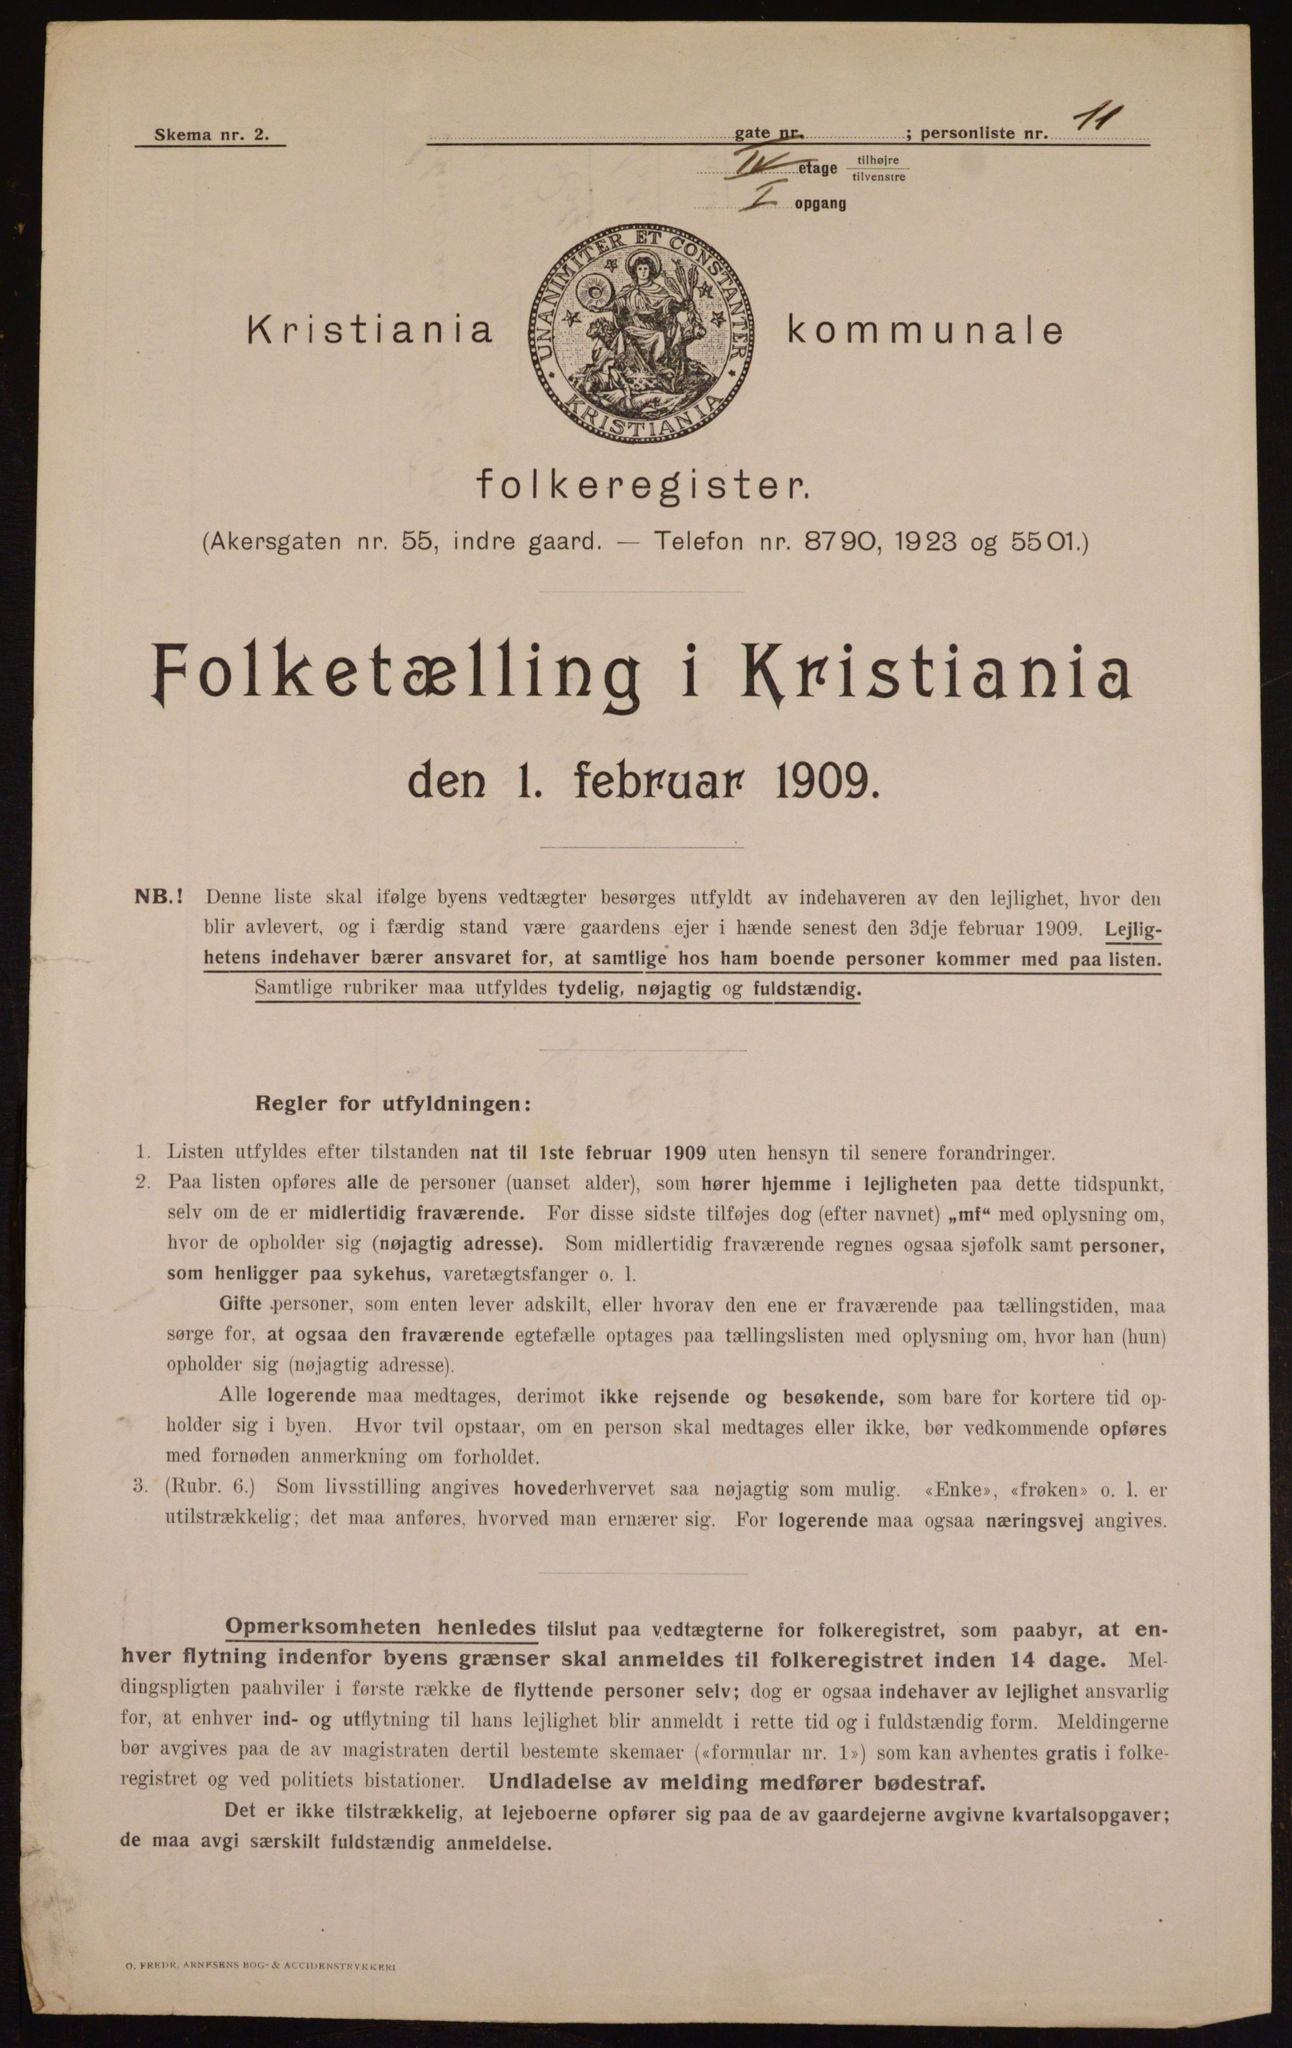 Skema nr. 2.
gate nr. ; personliste nr. 11
IV etage tilhøjre
tilvenstre
I opgang
UNANIMITER ET CONSTANTER
KRISTIANIA
Kristiania kommunale
folkeregister.
(Akersgaten nr. 55, indre gaard. — Telefon nr. 8790, 1923 og 5501.)
Folketælling i Kristiania
den 1. februar 1909.
NB.! Denne liste skal ifølge byens vedtægter besørges utfyldt av indehaveren av den lejlighet, hvor den
blir avlevert, og i færdig stand være gaardens ejer i hænde senest den 3dje februar 1909. Lejlig-
hetens indehaver bærer ansvaret for, at samtlige hos ham boende personer kommer med paa listen.
Samtlige rubriker maa utfyldes tydelig, nøjagtig og fuldstændig.
Regler for utfyldningen:
1. Listen utfyldes efter tilstanden nat til 1ste februar 1909 uten hensyn til senere forandringer.
2. Paa listen opføres alle de personer (uanset alder), som hører hjemme i lejligheten paa dette tidspunkt,
selv om de er midlertidig fraværende. For disse sidste tilføjes dog (efter navnet) „mf“ med oplysning om,
hvor de opholder sig (nøjagtig adresse). Som midlertidig fraværende regnes ogsaa sjøfolk samt personer,
som henligger paa sykehus, varetægtsfanger o. l.
Gifte personer, som enten lever adskilt, eller hvorav den ene er fraværende paa tællingstiden, maa
sørge for, at ogsaa den fraværende egtefælle optages paa tællingslisten med oplysning om, hvor han (hun)
opholder sig (nøjagtig adresse).
Alle logerende maa medtages, derimot ikke rejsende og besøkende, som bare for kortere tid op-
holder sig i byen. Hvor tvil opstaar, om en person skal medtages eller ikke, bør vedkommende opføres
med fornøden anmerkning om forholdet.
3. (Rubr. 6.) Som livsstilling angives hovederhvervet saa nøjagtig som mulig. «Enke», «frøken» o. l. er
utilstrækkelig; det maa anføres, hvorved man ernærer sig. For logerende maa ogsaa næringsvej angives.
Opmerksomheten henledes tilslut paa vedtægterne for folkeregistret, som paabyr, at en-
hver flytning indenfor byens grænser skal anmeldes til folkeregistret inden 14 dage. Mel-
dingspligten paahviler i første række de flyttende personer selv; dog er ogsaa indehaver av lejlighet ansvarlig
for, at enhver ind- og utflytning til hans lejlighet blir anmeldt i rette tid og i fuldstændig form. Meldingerne
bør avgives paa de av magistraten dertil bestemte skemaer («formular nr. 1») som kan avhentes gratis i folke-
registret og ved politiets bistationer. Undladelse av melding medfører bødestraf.
Det er ikke tilstrækkelig, at lejeboerne opfører sig paa de av gaardejerne avgivne kvartalsopgaver;
de maa avgi særskilt fuldstændig anmeldelse.
O. FREDR. ARNESENS BOG- & ACCIDENSTRYKKERI